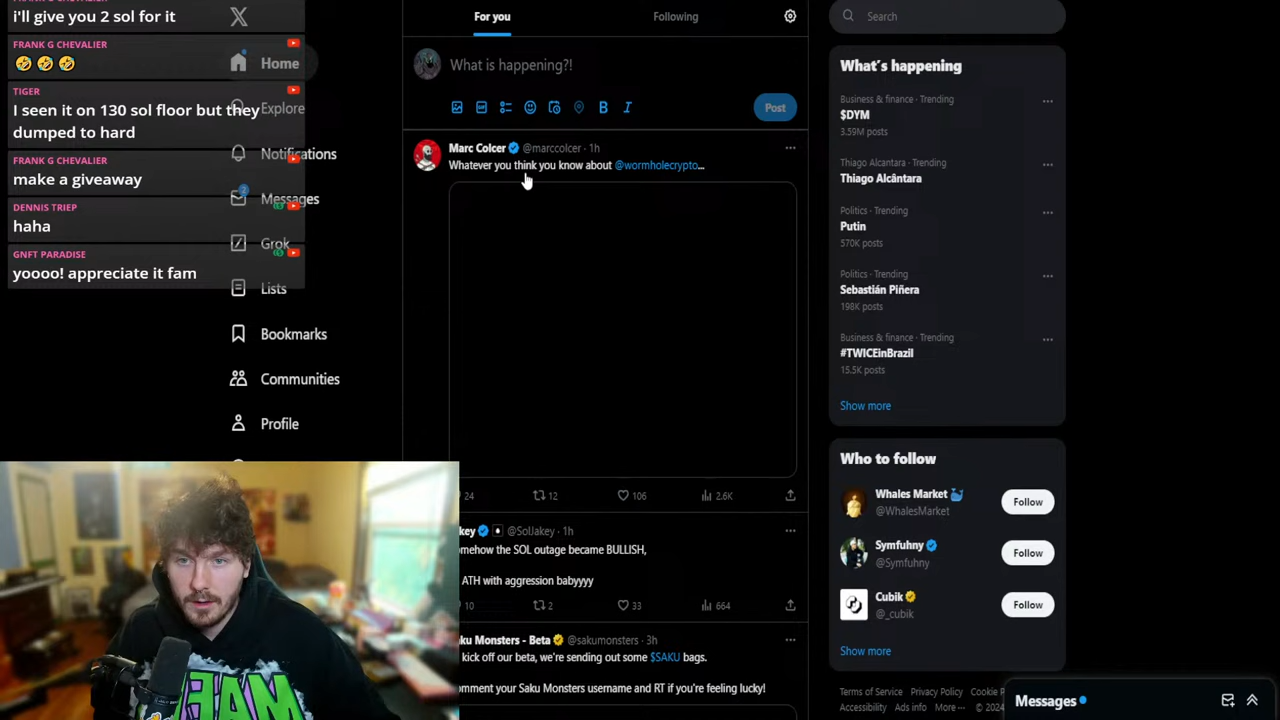 i'll give you 2 sol for it
FRANK G CHEVALIER
🤣 🤣 🤣
TIGER
I seen it on 130 sol floor but they
dumped to hard
FRANK G CHEVALIER
make a giveaway
DENNIS TRIEP
haha
GNFT PARADISE
yoooo! appreciate it fam
Home
Explore
Notifications
2
Messages
Grok
Lists
Bookmarks
Communities
Profile
For you
Following
What is happening?!
Post
Marc Colcer @marccolcer · 1h
Whatever you think you know about @wormholecrypto...
24 12 106 2.6K
key @SolJakey · 1h
mehow the SOL outage became BULLISH,
ATH with aggression babyyyy
10 2 33 664
ku Monsters - Beta @sakumonsters · 3h
kick off our beta, we're sending out some $SAKU bags.
mment your Saku Monsters username and RT if you're feeling lucky!
Search
What's happening
Business & finance · Trending
$DYM
3.59M posts
Thiago Alcantara · Trending
Thiago Alcântara
Politics · Trending
Putin
570K posts
Politics · Trending
Sebastián Piñera
198K posts
Business & finance · Trending
#TWICEinBrazil
15.5K posts
Show more
Who to follow
Whales Market 🐳
@WhalesMarket
Follow
Symfuhny
@Symfuhny
Follow
Cubik
@_cubik
Follow
Show more
Terms of Service Privacy Policy Cookie P
Accessibility Ads info More ··· © 2024
Messages